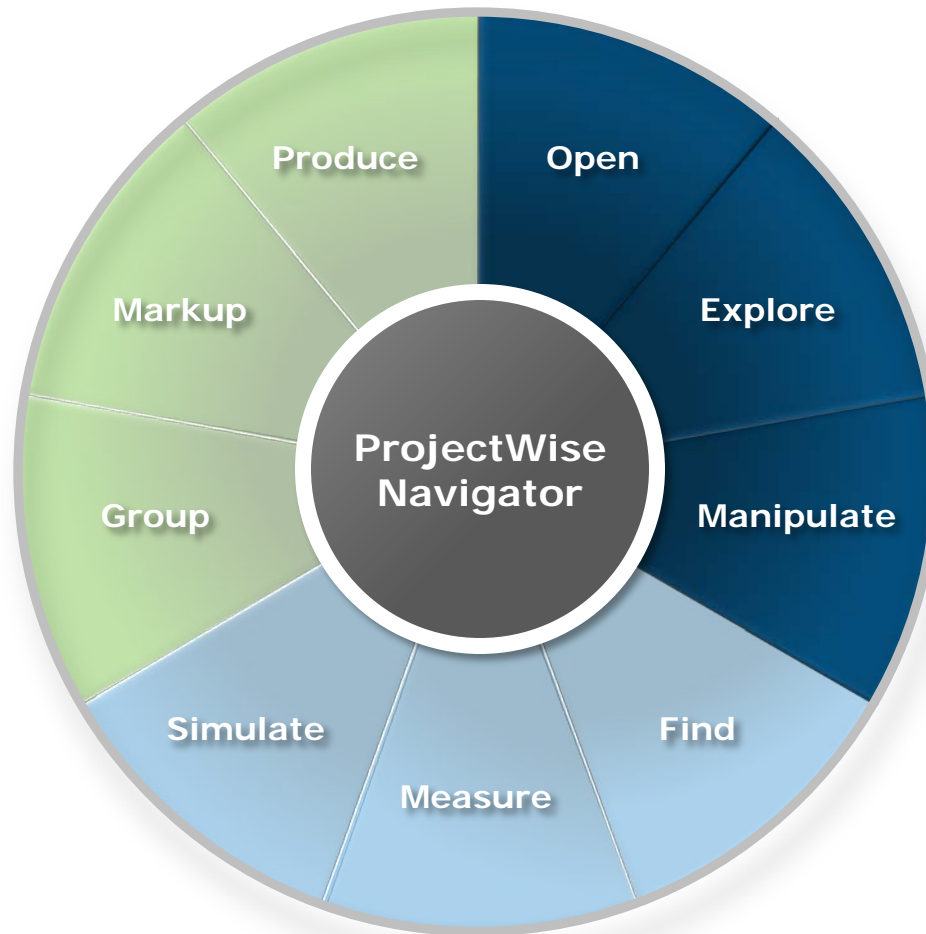 Produce
Open
Markup
Explore
ProjectWise
Navigator
Group
Manipulate
Simulate
Find
Measure